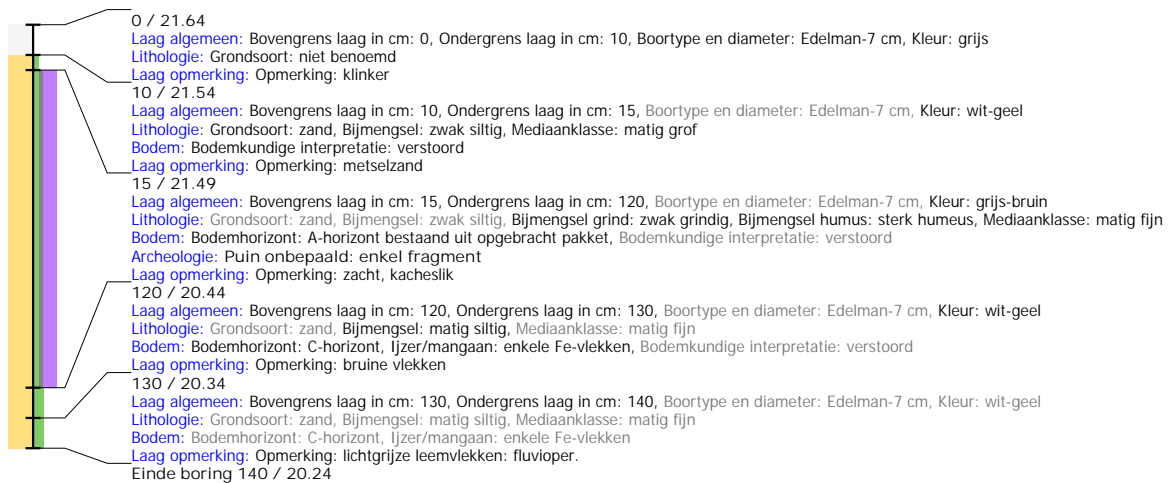 0 / 21.64
Laag algemeen: Bovengrens laag in cm: 0, Ondergrens laag in cm: 10, Boortype en diameter: Edelman-7 cm, Kleur: grijs
Lithologie: Grondsoort: niet benoemd
Laag opmerking: Opmerking: klinker
10 / 21.54
Laag algemeen: Bovengrens laag in cm: 10, Ondergrens laag in cm: 15, Boortype en diameter: Edelman-7 cm, Kleur: wit-geel
Lithologie: Grondsoort: zand, Bijmengsel: zwak siltig, Mediaanklasse: matig grof
Bodem: Bodemkundige interpretatie: verstoord
Laag opmerking: Opmerking: metselzand
15 / 21.49
Laag algemeen: Bovengrens laag in cm: 15, Ondergrens laag in cm: 120, Boortype en diameter: Edelman-7 cm, Kleur: grijs-bruin
Lithologie: Grondsoort: zand, Bijmengsel: zwak siltig, Bijmengsel grind: zwak grindig, Bijmengsel humus: sterk humeus, Mediaanklasse: matig fijn
Bodem: Bodemhorizont: A-horizont bestaand uit opgebracht pakket, Bodemkundige interpretatie: verstoord
Archeologie: Puin onbepaald: enkel fragment
Laag opmerking: Opmerking: zacht, kacheslik
120 / 20.44
Laag algemeen: Bovengrens laag in cm: 120, Ondergrens laag in cm: 130, Boortype en diameter: Edelman-7 cm, Kleur: wit-geel
Lithologie: Grondsoort: zand, Bijmengsel: matig siltig, Mediaanklasse: matig fijn
Bodem: Bodemhorizont: C-horizont, Ijzer/mangaan: enkele Fe-vlekken, Bodemkundige interpretatie: verstoord
Laag opmerking: Opmerking: bruine vlekken
130 / 20.34
Laag algemeen: Bovengrens laag in cm: 130, Ondergrens laag in cm: 140, Boortype en diameter: Edelman-7 cm, Kleur: wit-geel
Lithologie: Grondsoort: zand, Bijmengsel: matig siltig, Mediaanklasse: matig fijn
Bodem: Bodemhorizont: C-horizont, Ijzer/mangaan: enkele Fe-vlekken
Laag opmerking: Opmerking: lichtgrijze leemvlekken: fluvioper.
Einde boring 140 / 20.24